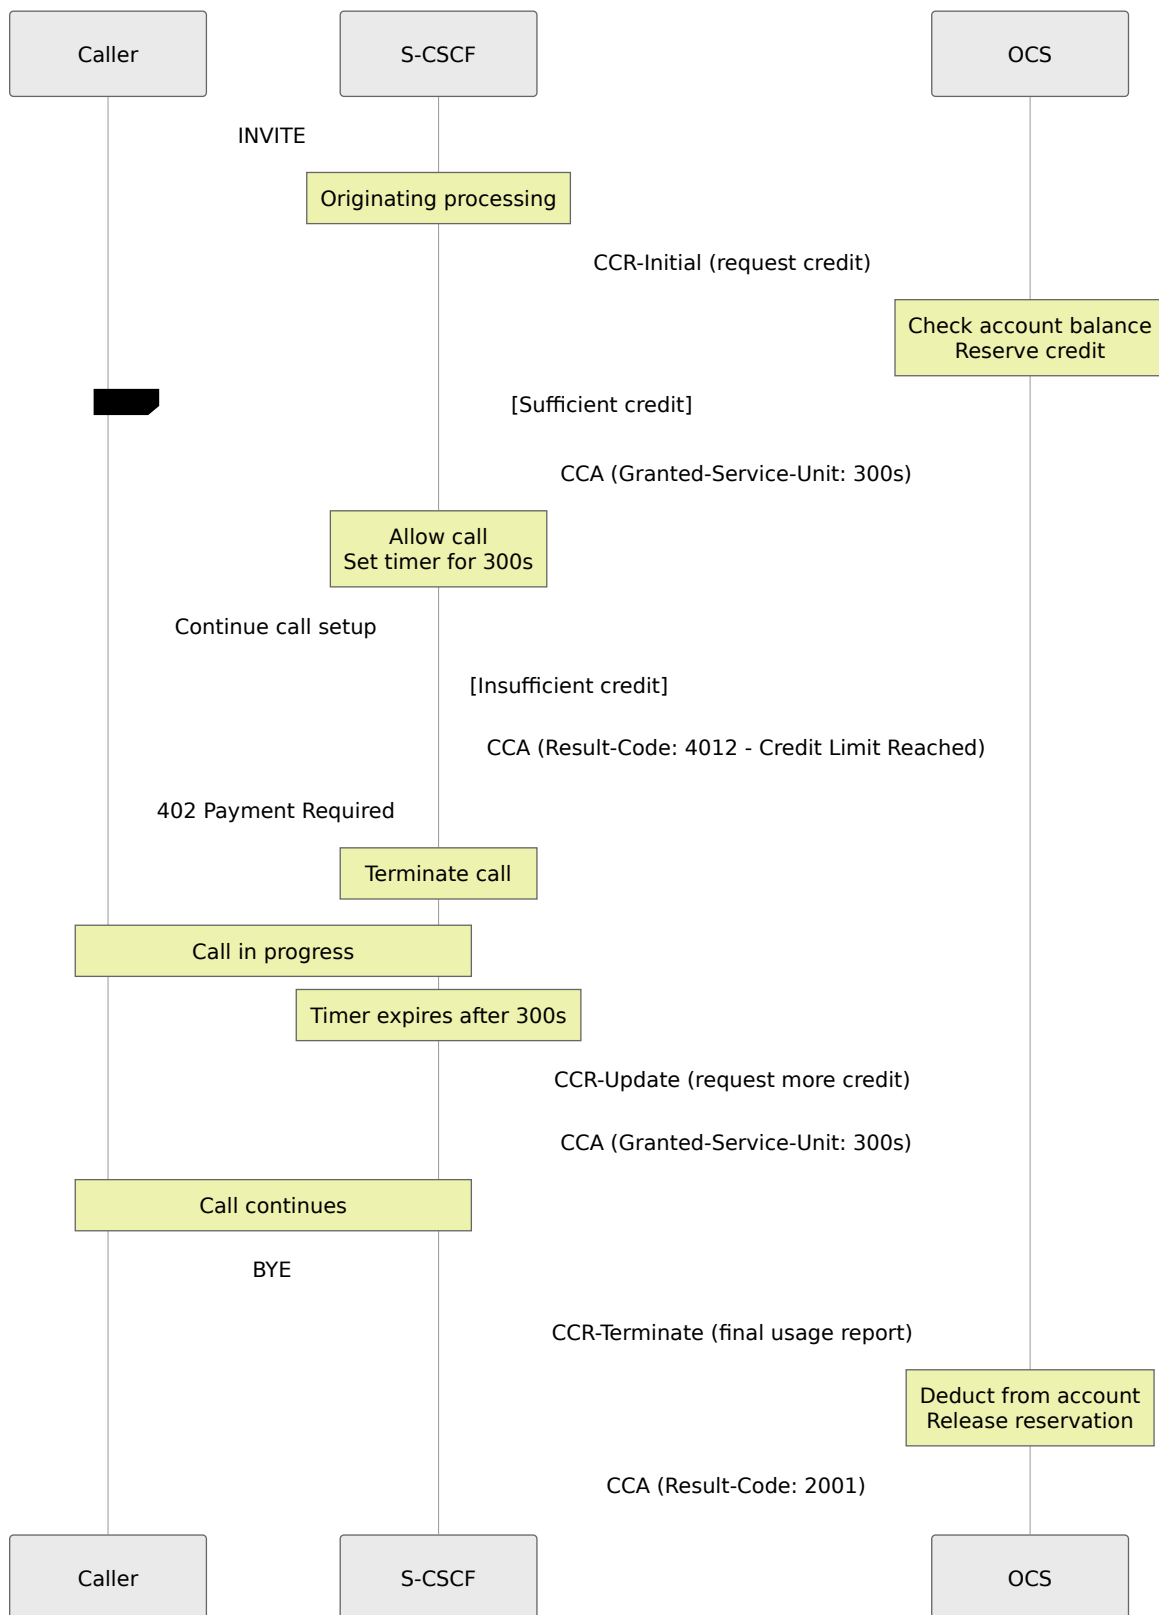 Caller
S-CSCF
OCS
INVITE
Originating processing
CCR-Initial (request credit)
Check account balance
Reserve credit
[Sufficient credit]
CCA (Granted-Service-Unit: 300s)
Allow call
Set timer for 300s
Continue call setup
[Insufficient credit]
CCA (Result-Code: 4012 - Credit Limit Reached)
402 Payment Required
Terminate call
Call in progress
Timer expires after 300s
CCR-Update (request more credit)
CCA (Granted-Service-Unit: 300s)
Call continues
BYE
CCR-Terminate (final usage report)
Deduct from account
Release reservation
CCA (Result-Code: 2001)
Caller
S-CSCF
OCS